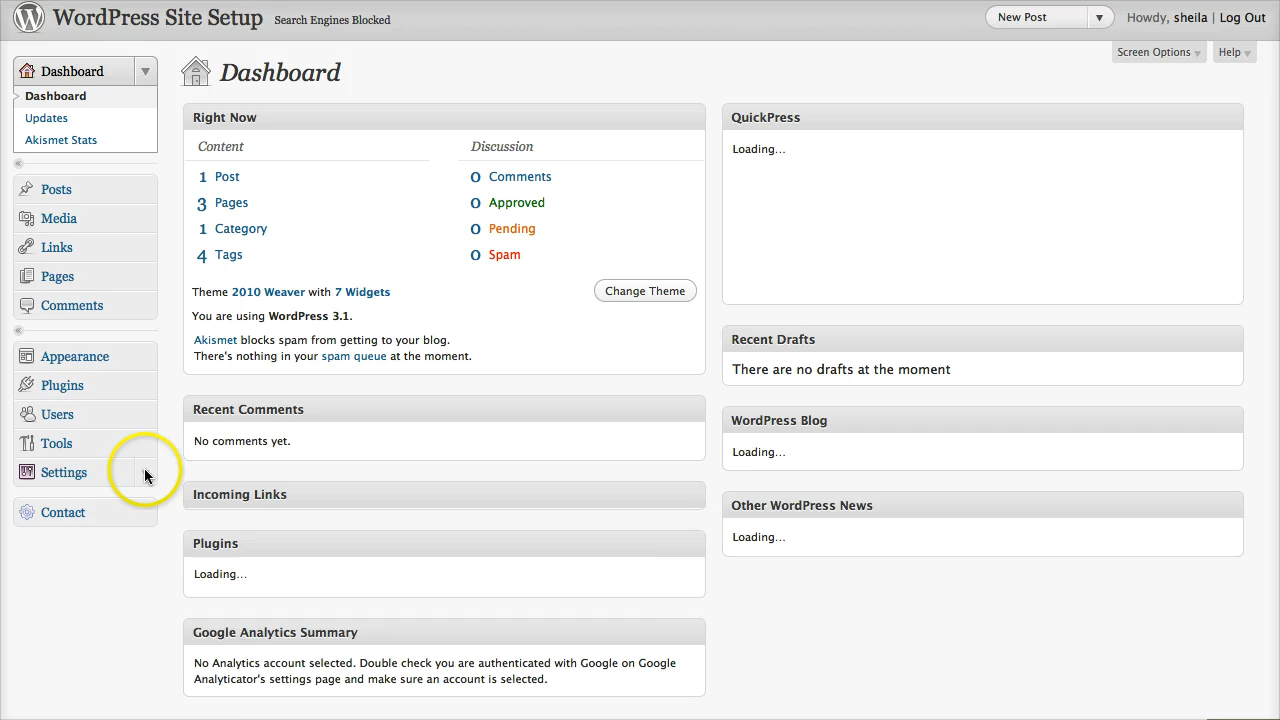 WordPress Site Setup Search Engines Blocked
New Post
Howdy, sheila | Log Out
Screen Options
Help
Dashboard
Dashboard
Updates
Akismet Stats
Posts
Media
Links
Pages
Comments
Appearance
Plugins
Users
Tools
Settings
Contact
Dashboard
Right Now
Content
Discussion
1 Post
0 Comments
3 Pages
0 Approved
1 Category
0 Pending
4 Tags
0 Spam
Theme 2010 Weaver with 7 Widgets
Change Theme
You are using WordPress 3.1.
Akismet blocks spam from getting to your blog.
There's nothing in your spam queue at the moment.
Recent Comments
No comments yet.
Incoming Links
Plugins
Loading...
Google Analytics Summary
No Analytics account selected. Double check you are authenticated with Google on Google
Analyticator's settings page and make sure an account is selected.
QuickPress
Loading...
Recent Drafts
There are no drafts at the moment
WordPress Blog
Loading...
Other WordPress News
Loading...